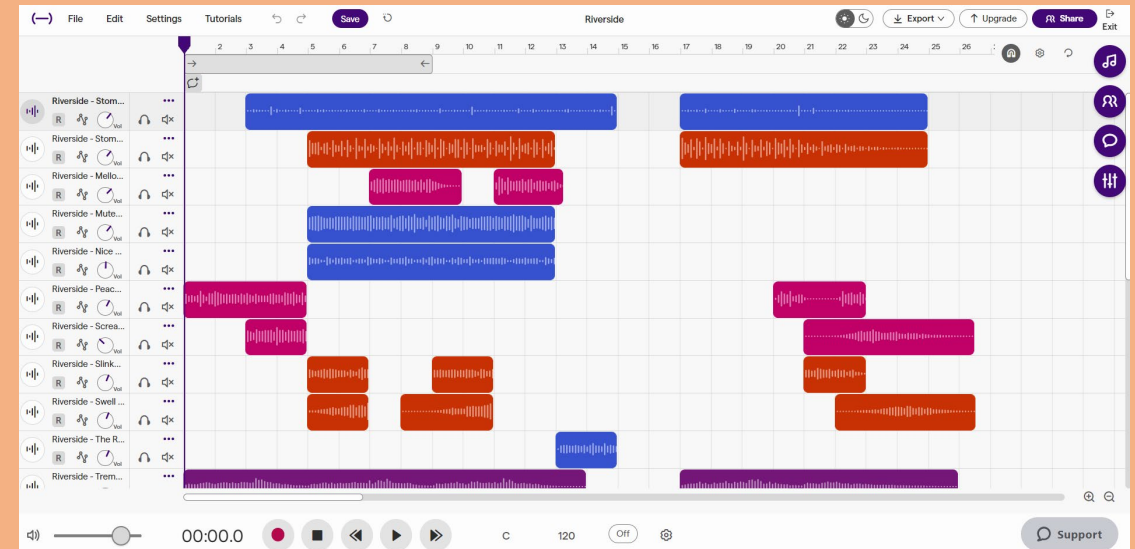 File Edit Settings Tutorials Save Riverside Export Upgrade Share Exit
2 3 4 5 6 7 8 9 10 11 12 13 14 15 16 17 18 19 20 21 22 23 24 25 26
Riverside - Stom...
R Vol
Riverside - Stom...
R Vol
Riverside - Mello...
R Vol
Riverside - Mute...
R Vol
Riverside - Nice ...
R Vol
Riverside - Peac...
R Vol
Riverside - Screa...
R Vol
Riverside - Slink...
R Vol
Riverside - Swell ...
R Vol
Riverside - The R...
R Vol
Riverside - Trem...
00:00.0 C 120 Off Support